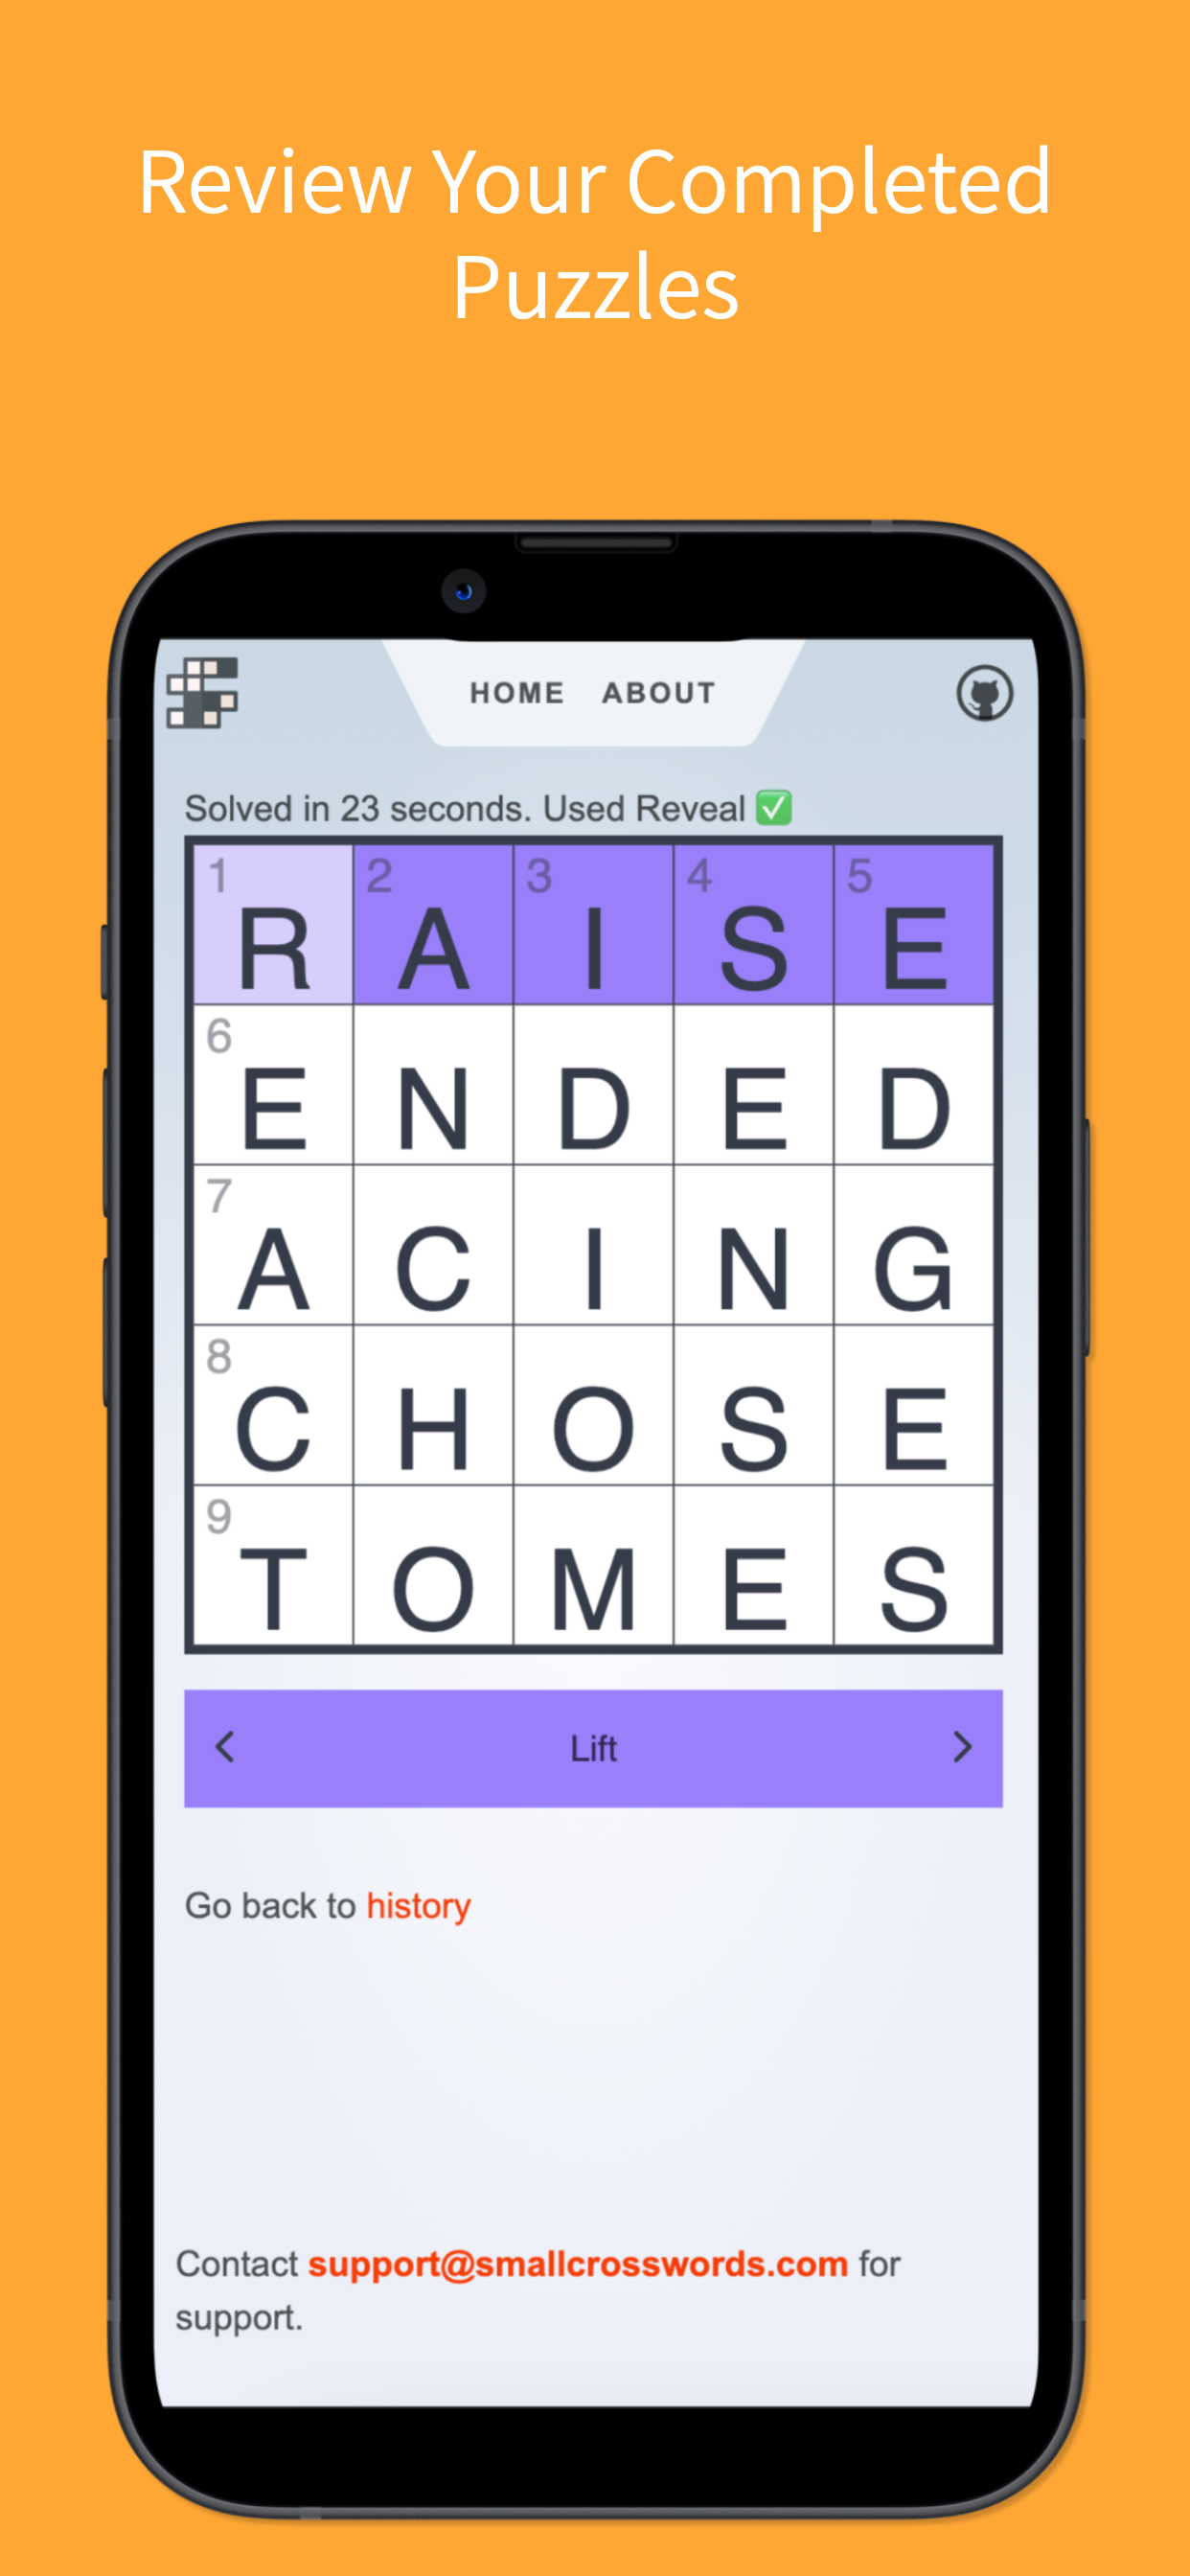 Review Your Completed
Puzzles
HOME ABOUT
Solved in 23 seconds. Used Reveal ✅
1 R 2 A 3 I 4 S 5 E
6 E N D E D
7 A C I N G
8 C H O S E
9 T O M E S
Lift
Go back to history
Contact support@smallcrosswords.com for
support.